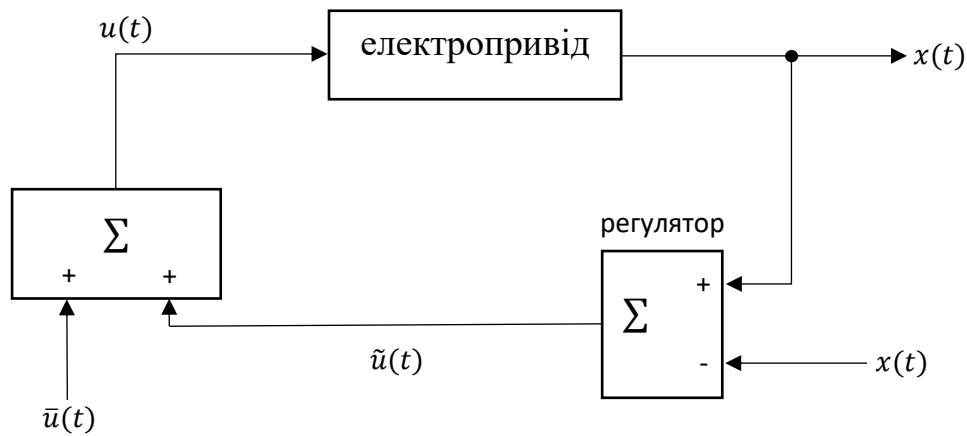 u(t)
електропривід
x(t)
Σ
+ +
регулятор
+
Σ
-
x(t)
ũ(t)
ū(t)